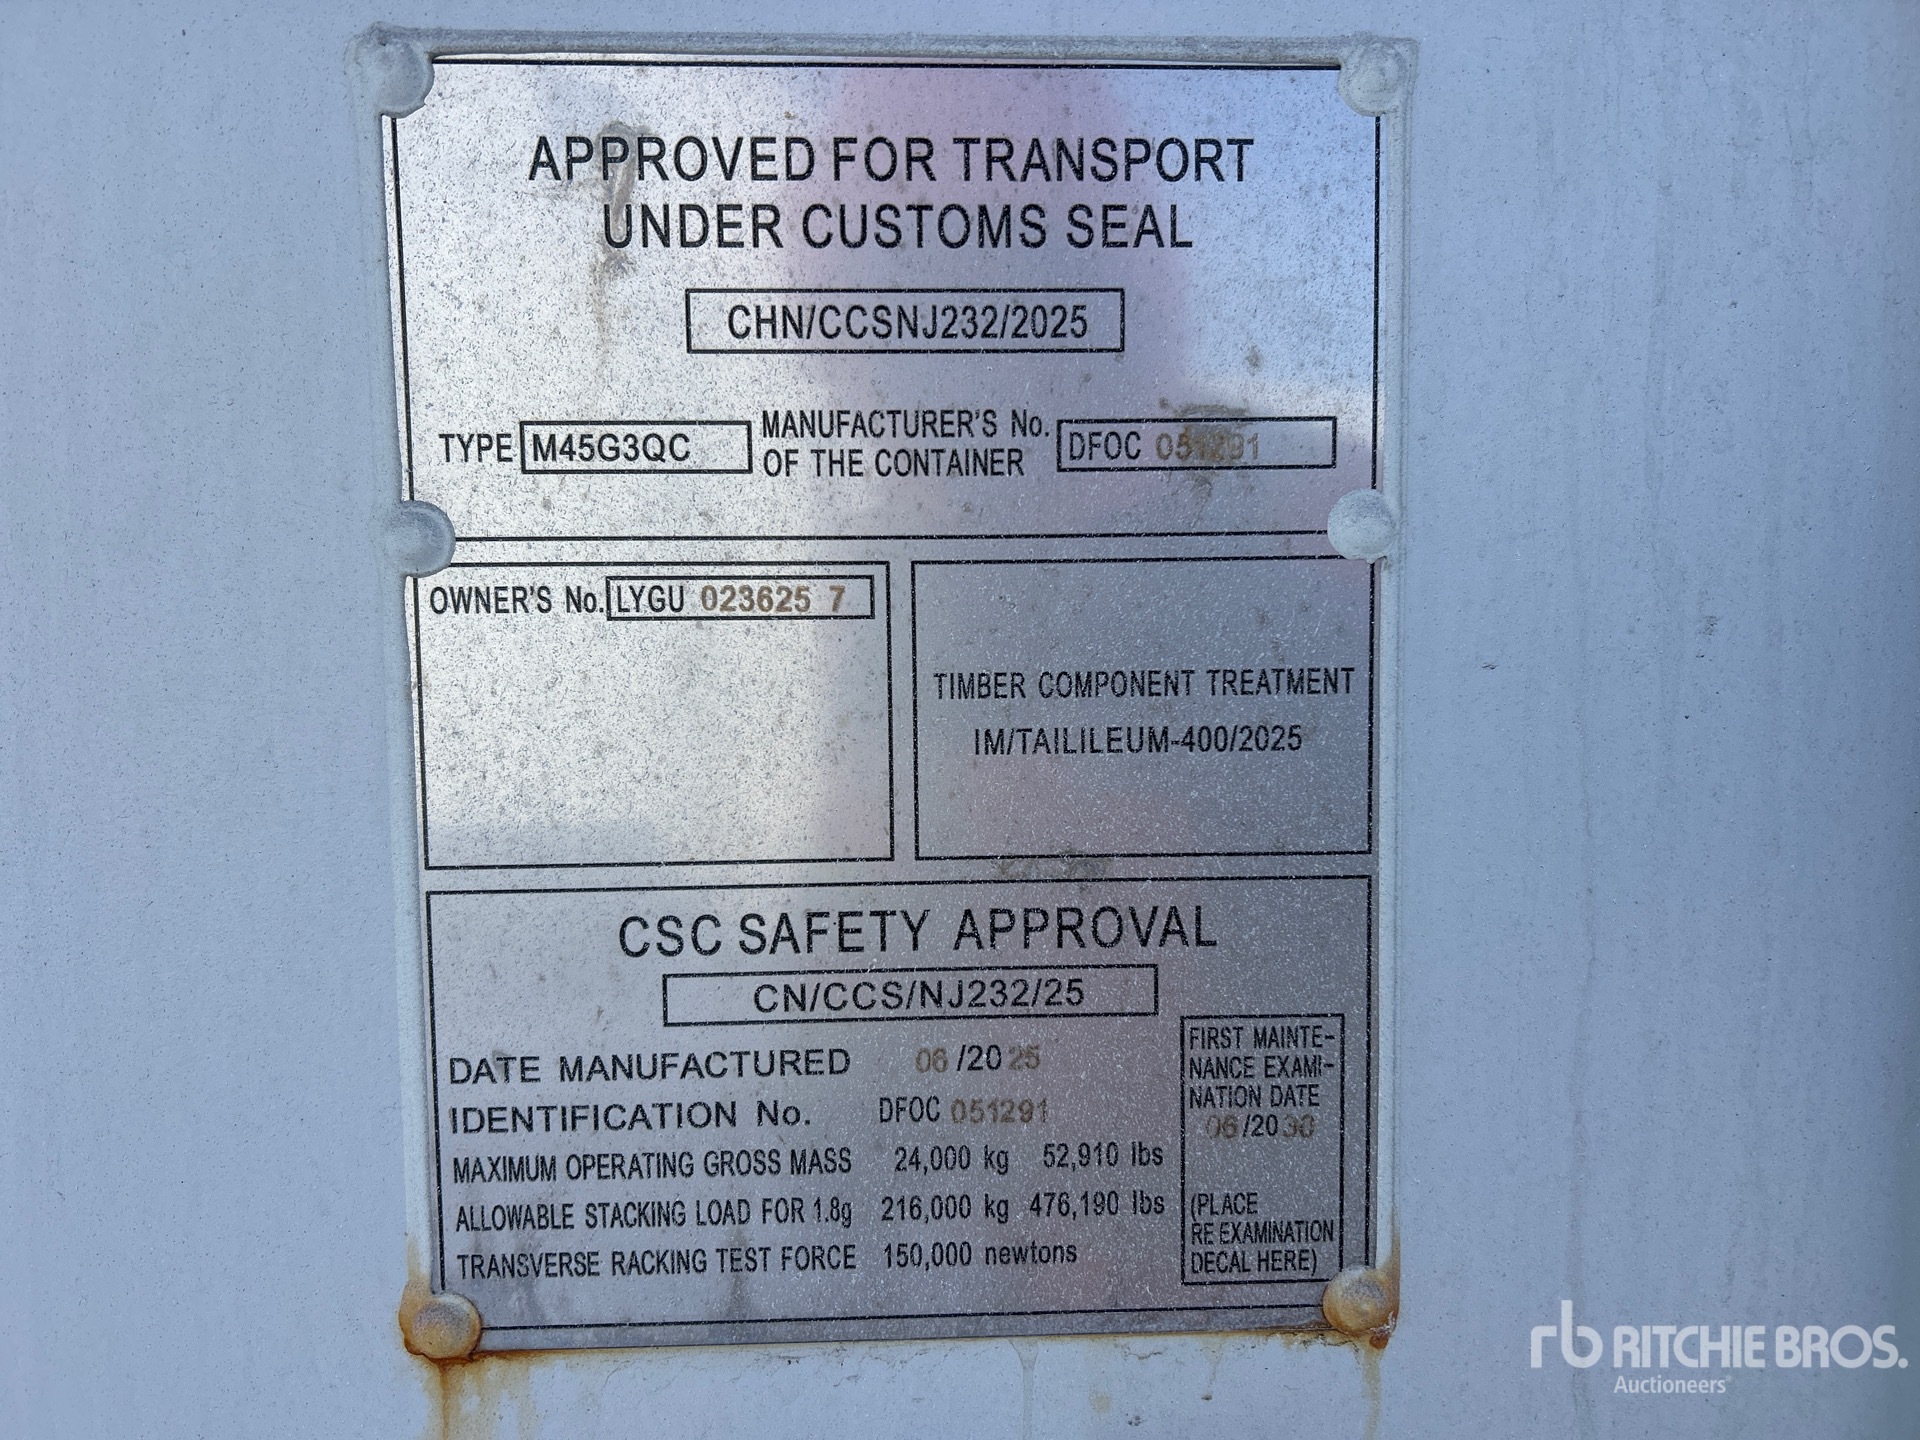 APPROVED FOR TRANSPORT
UNDER CUSTOMS SEAL
CHN/CCSNJ232/2025
TYPE M45G3QC MANUFACTURER'S No. OF THE CONTAINER DFOC 051291
OWNER'S No. LYGU 023625 7
TIMBER COMPONENT TREATMENT
IM/TAILILEUM-400/2025
CSC SAFETY APPROVAL
CN/CCS/NJ232/25
DATE MANUFACTURED 06/2025
IDENTIFICATION No. DFOC 051291
MAXIMUM OPERATING GROSS MASS 24,000 kg 52,910 lbs
ALLOWABLE STACKING LOAD FOR 1.8g 216,000 kg 476,190 lbs
TRANSVERSE RACKING TEST FORCE 150,000 newtons
FIRST MAINTE-
NANCE EXAMI-
NATION DATE
06/2030
(PLACE
RE EXAMINATION
DECAL HERE)
rb RITCHIE BROS.
Auctioneers